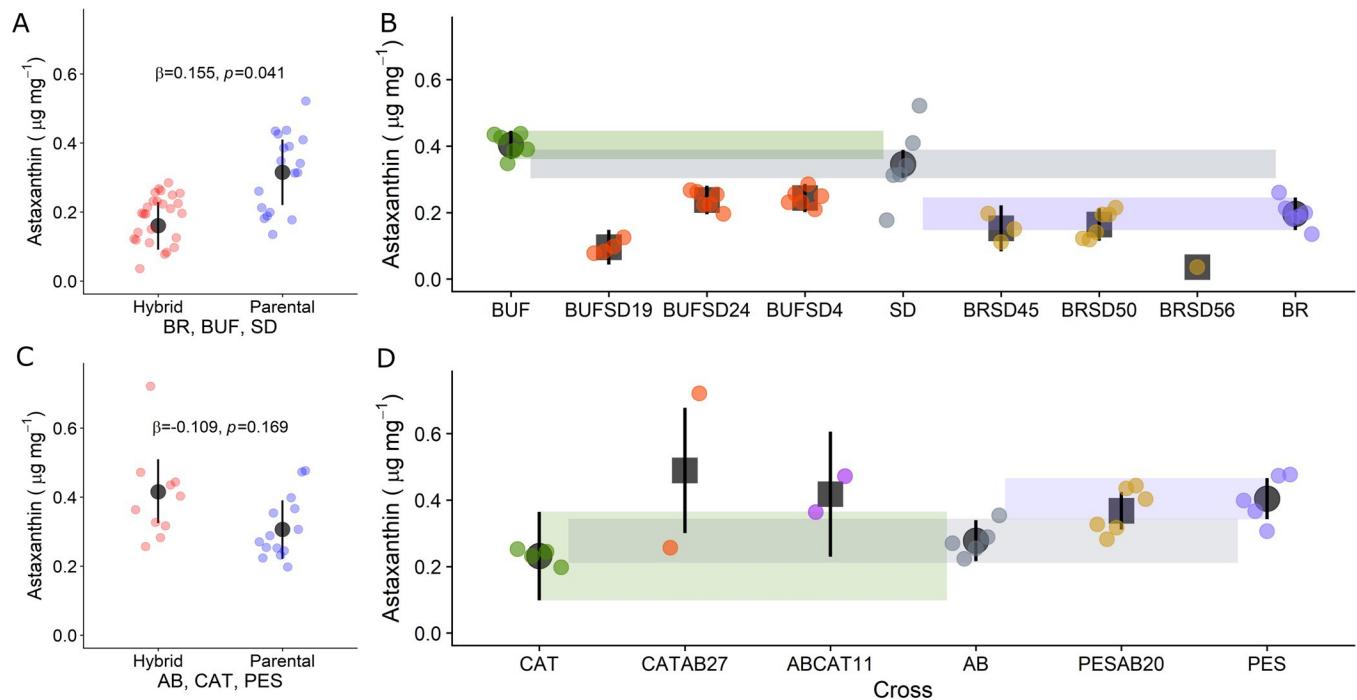 A
Astaxanthin ( µg mg⁻¹)
0.6
0.4
0.2
0.0
β=0.155, p=0.041
Hybrid
Parental
BR, BUF, SD
B
Astaxanthin ( µg mg⁻¹)
0.6
0.4
0.2
0.0
BUF
BUFSD19
BUFSD24
BUFSD4
SD
BRSD45
BRSD50
BRSD56
BR
C
Astaxanthin ( µg mg⁻¹)
0.6
0.4
0.2
0.0
β=-0.109, p=0.169
Hybrid
Parental
AB, CAT, PES
D
Astaxanthin ( µg mg⁻¹)
0.6
0.4
0.2
0.0
CAT
CATAB27
ABCAT11
AB
PESAB20
PES
Cross